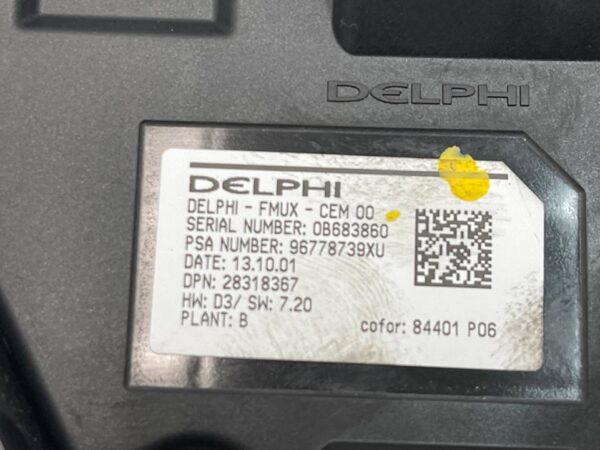 DELPHI
DELPHI
DELPHI - FMUX - CEM 00
SERIAL NUMBER: 0B683860
PSA NUMBER: 96778739XU
DATE: 13.10.01
DPN: 28318367
HW: D3/ SW: 7.20
PLANT: B
cofor: 84401 P06